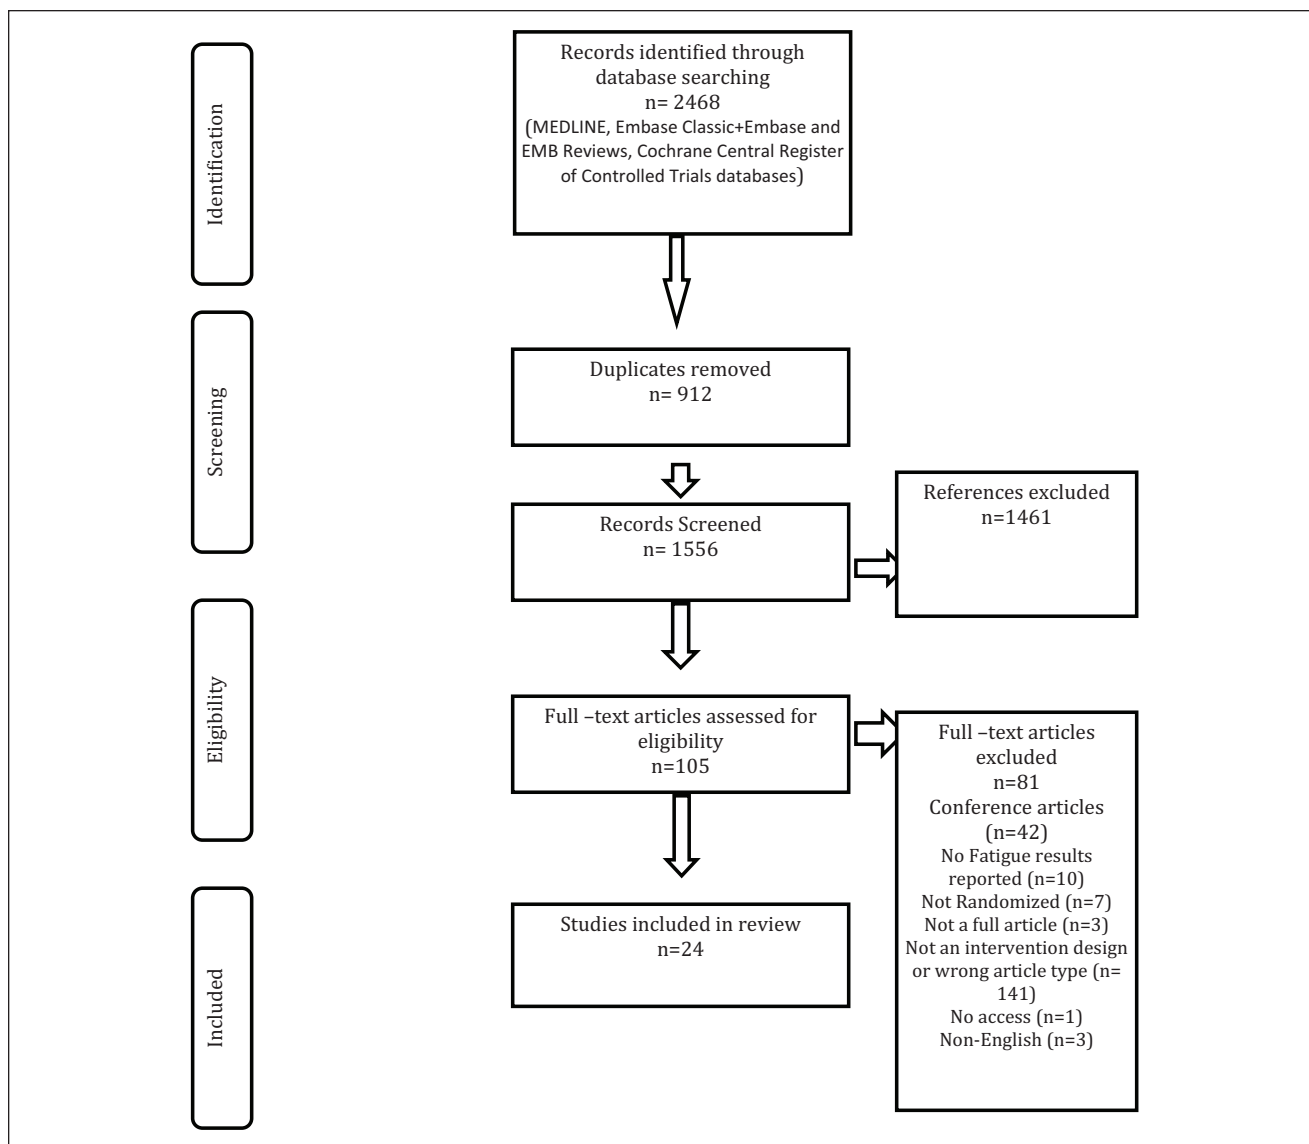 Identification
Records identified through
database searching
n= 2468
(MEDLINE, Embase Classic+Embase and
EMB Reviews, Cochrane Central Register
of Controlled Trials databases)
Screening
Duplicates removed
n= 912
Records Screened
n= 1556
References excluded
n=1461
Eligibility
Full –text articles assessed for
eligibility
n=105
Full –text articles
excluded
n=81
Conference articles
(n=42)
No Fatigue results
reported (n=10)
Not Randomized (n=7)
Not a full article (n=3)
Not an intervention design
or wrong article type (n=
141)
No access (n=1)
Non-English (n=3)
Included
Studies included in review
n=24